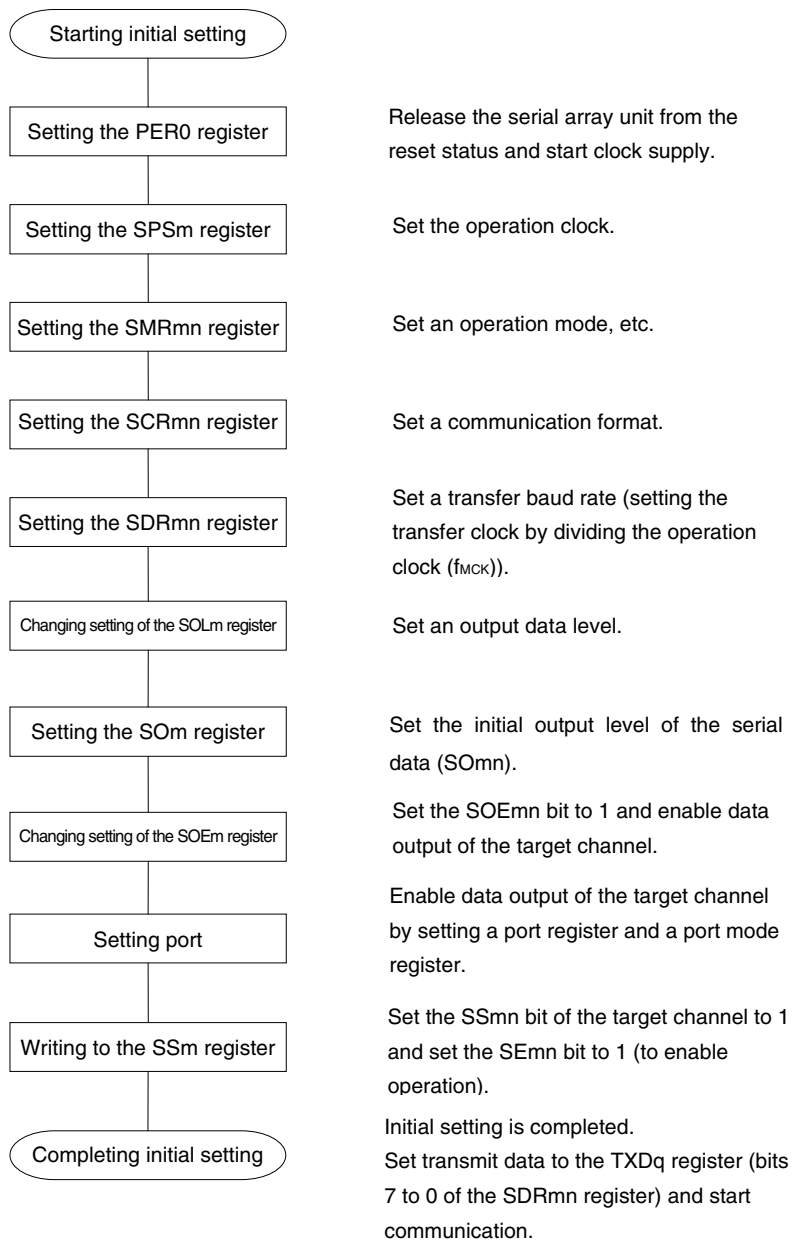 Starting initial setting
Setting the PER0 register
Release the serial array unit from the
reset status and start clock supply.
Setting the SPSm register
Set the operation clock.
Setting the SMRmn register
Set an operation mode, etc.
Setting the SCRmn register
Set a communication format.
Setting the SDRmn register
Set a transfer baud rate (setting the
transfer clock by dividing the operation
clock (fMCK)).
Changing setting of the SOLm register
Set an output data level.
Setting the SOm register
Set the initial output level of the serial
data (SOmn).
Changing setting of the SOEm register
Set the SOEmn bit to 1 and enable data
output of the target channel.
Setting port
Enable data output of the target channel
by setting a port register and a port mode
register.
Writing to the SSm register
Set the SSmn bit of the target channel to 1
and set the SEmn bit to 1 (to enable
operation).
Completing initial setting
Initial setting is completed.
Set transmit data to the TXDq register (bits
7 to 0 of the SDRmn register) and start
communication.